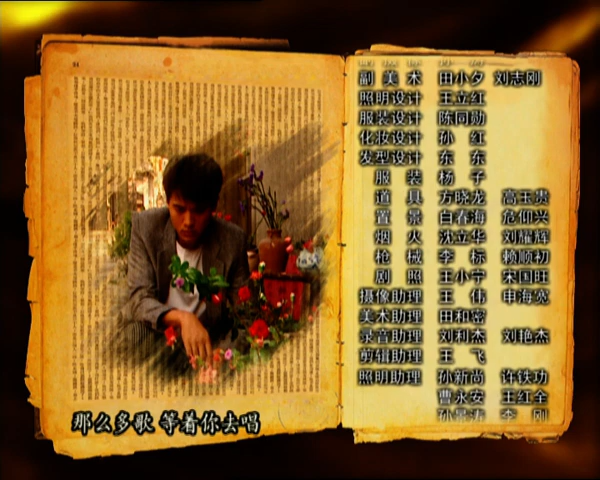 副美术 田小夕 刘志刚
照明设计 王立红
服装设计 陈同勋
化妆设计 孙 红
发型设计 东 东
服 装 杨 子
道 具 方晓龙 高玉贵
置 景 白春海 危仰兴
烟 火 沈立华 刘耀辉
枪 械 李 标 赖顺初
剧 照 王小宁 宋国旺
摄像助理 王 伟 申海宽
美术助理 田和密
录音助理 刘利杰 刘艳杰
剪辑助理 王 飞
照明助理 孙新尚 许铁功
曹永安 王红全
李 刚
那么多歌 等着你去唱